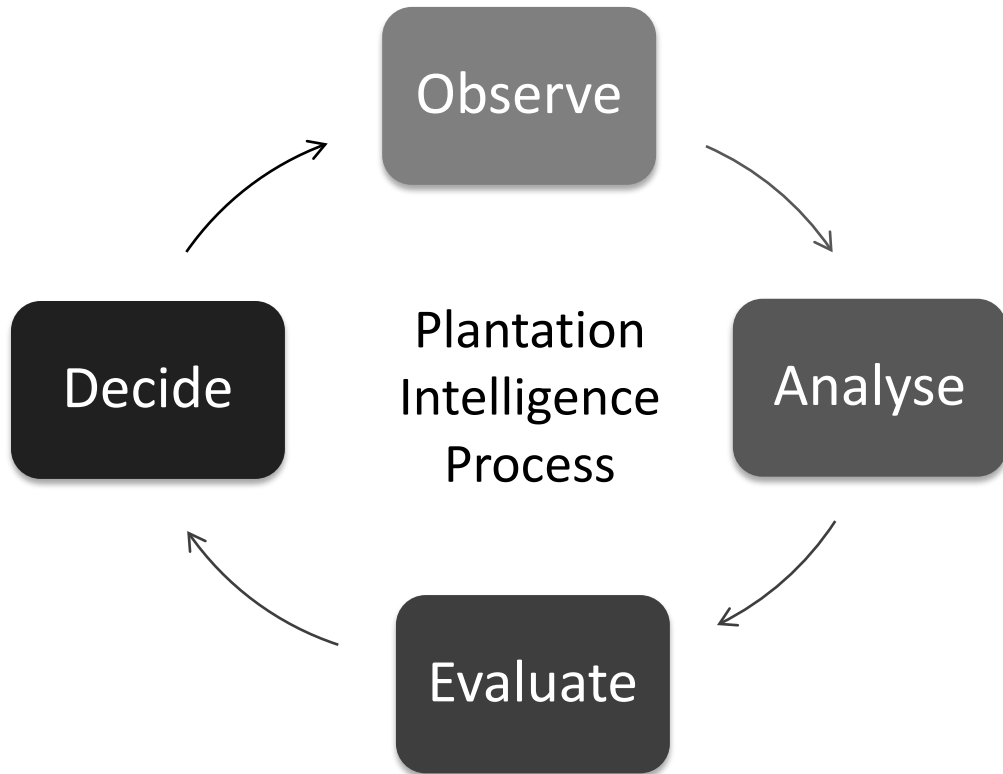 Observe
Analyse
Evaluate
Decide
Plantation
Intelligence
Process